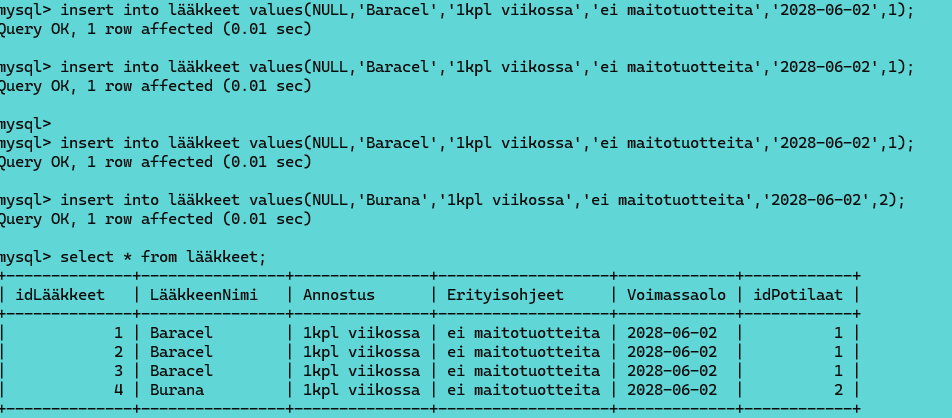 mysql> insert into lääkkeet values(NULL,'Baracel','1kpl viikossa','ei maitotuotteita','2028-06-02',1);
Query OK, 1 row affected (0.01 sec)
mysql> insert into lääkkeet values(NULL,'Baracel','1kpl viikossa','ei maitotuotteita','2028-06-02',1);
Query OK, 1 row affected (0.01 sec)
mysql>
mysql> insert into lääkkeet values(NULL,'Baracel','1kpl viikossa','ei maitotuotteita','2028-06-02',1);
Query OK, 1 row affected (0.01 sec)
mysql> insert into lääkkeet values(NULL,'Burana','1kpl viikossa','ei maitotuotteita','2028-06-02',2);
Query OK, 1 row affected (0.01 sec)
mysql> select * from lääkkeet;
+--------------+----------------+---------------+-------------------+-------------+------------+
| idLääkkeet   | LääkkeenNimi   | Annostus      | Erityisohjeet     | Voimassaolo | idPotilaat |
+--------------+----------------+---------------+-------------------+-------------+------------+
|            1 | Baracel        | 1kpl viikossa | ei maitotuotteita | 2028-06-02  |          1 |
|            2 | Baracel        | 1kpl viikossa | ei maitotuotteita | 2028-06-02  |          1 |
|            3 | Baracel        | 1kpl viikossa | ei maitotuotteita | 2028-06-02  |          1 |
|            4 | Burana         | 1kpl viikossa | ei maitotuotteita | 2028-06-02  |          2 |
+--------------+----------------+---------------+-------------------+-------------+------------+